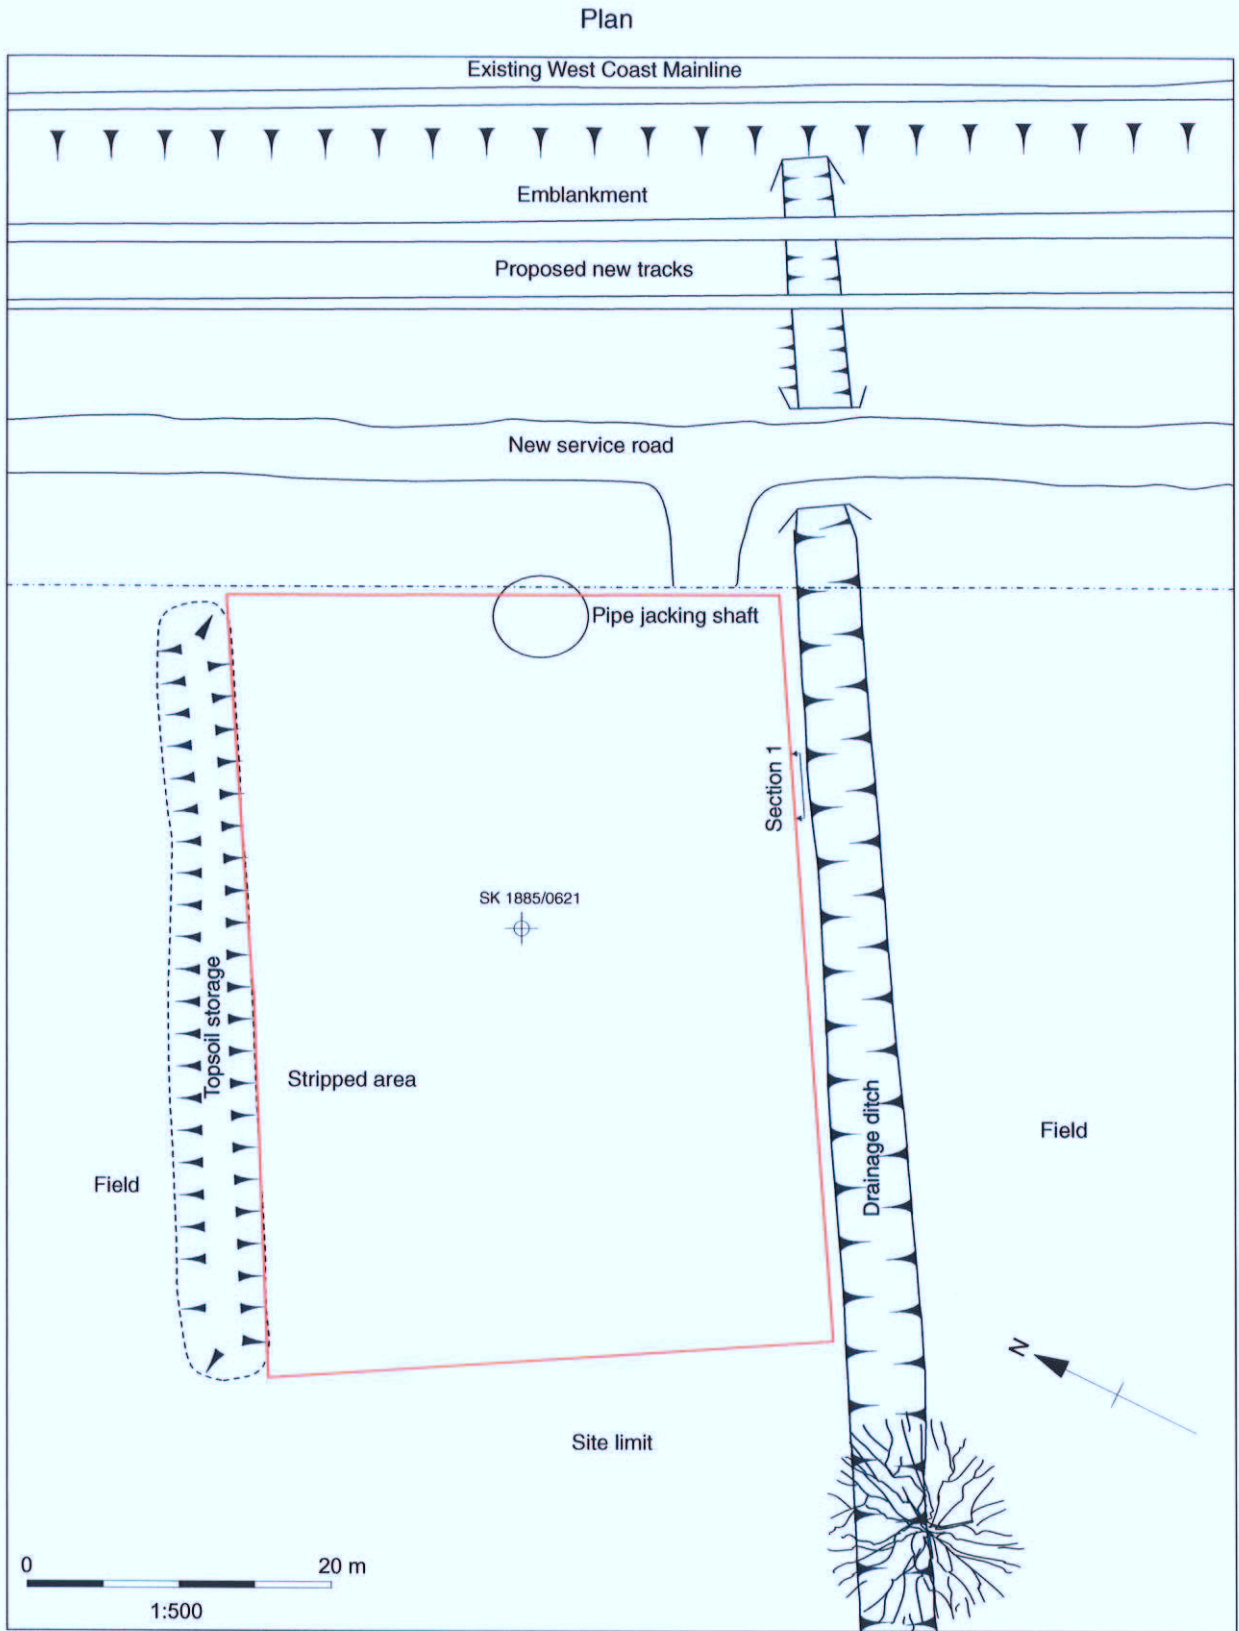 Plan
Existing West Coast Mainline
Emblankment
Proposed new tracks
New service road
Pipe jacking shaft
Section 1
SK 1885/0621
Topsoil storage
Stripped area
Drainage ditch
Field
Field
N
Site limit
0 20 m
1:500